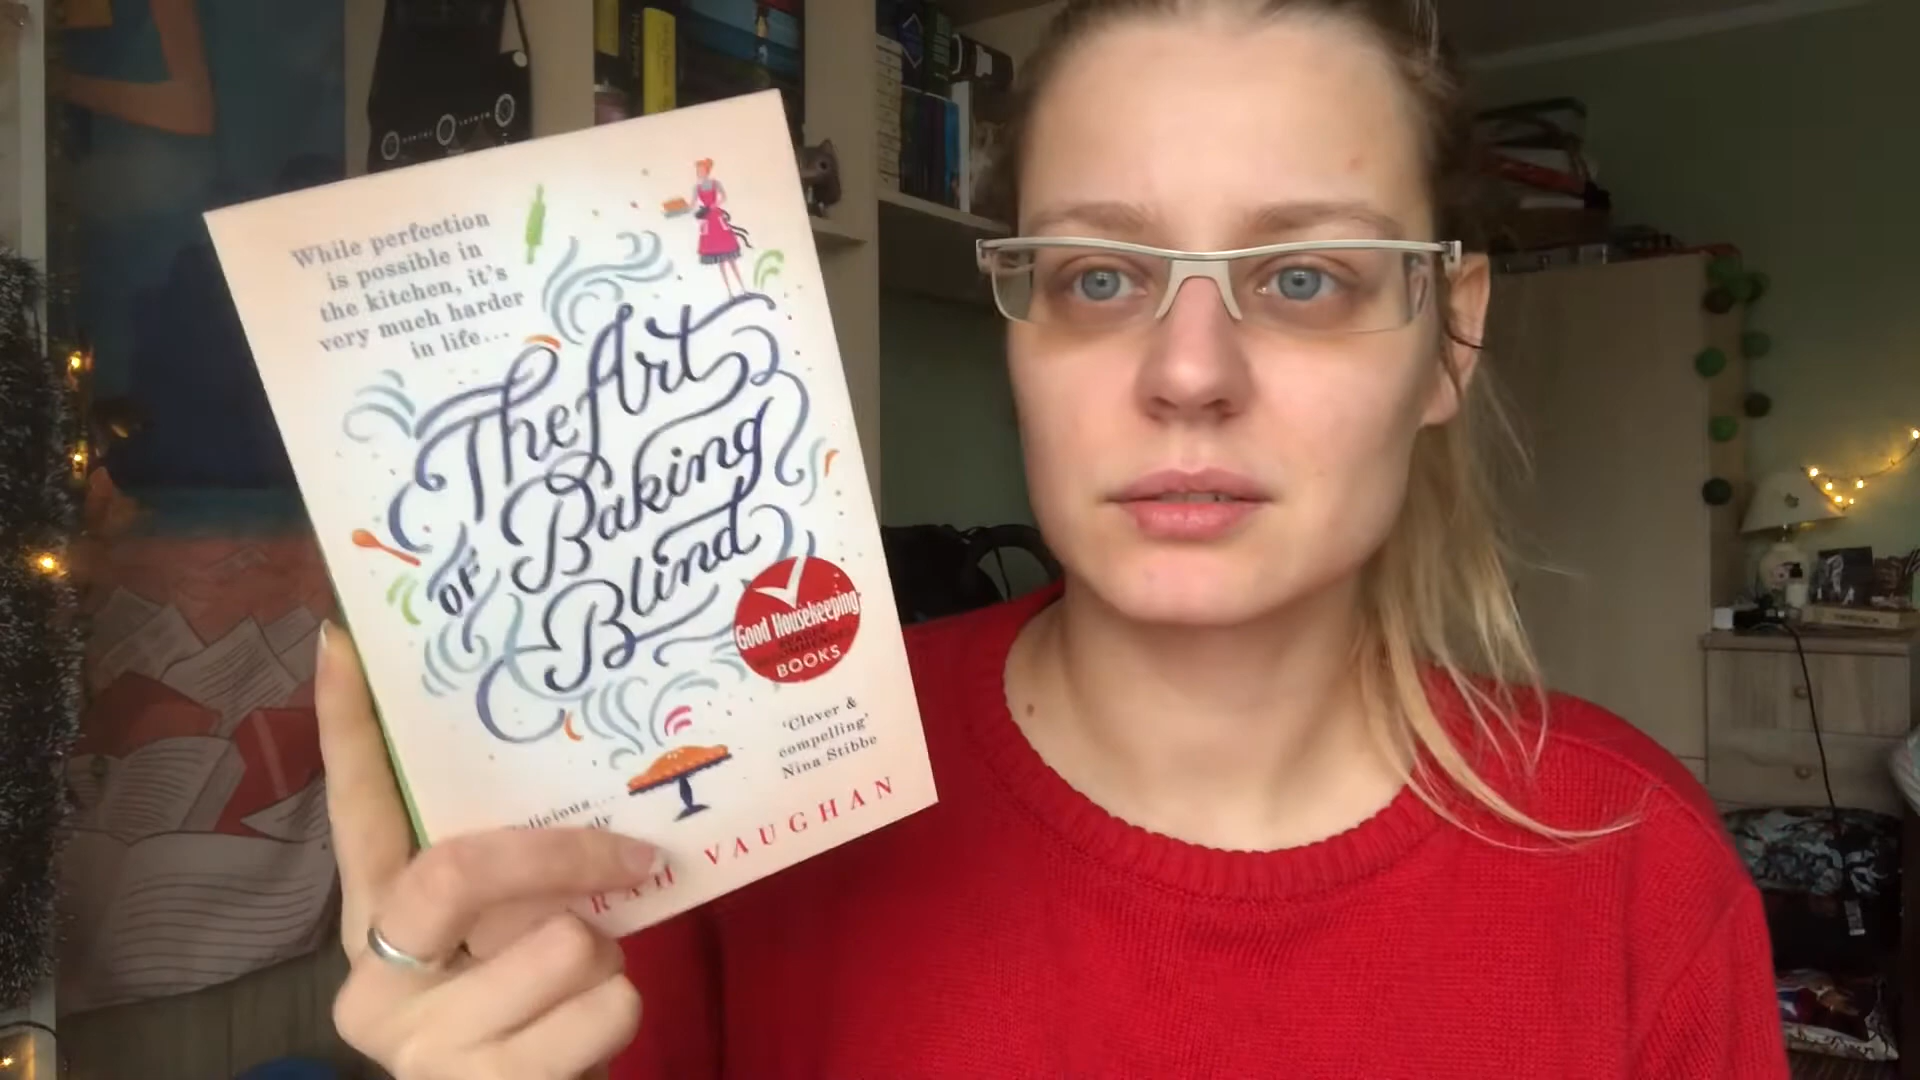 While perfection
is possible in
the kitchen, it's
very much harder
in life...
The Art
of Baking
Blind
Good Housekeeping
BOOKS
'Clever &
compelling'
Nina Stibbe
VAUGHAN